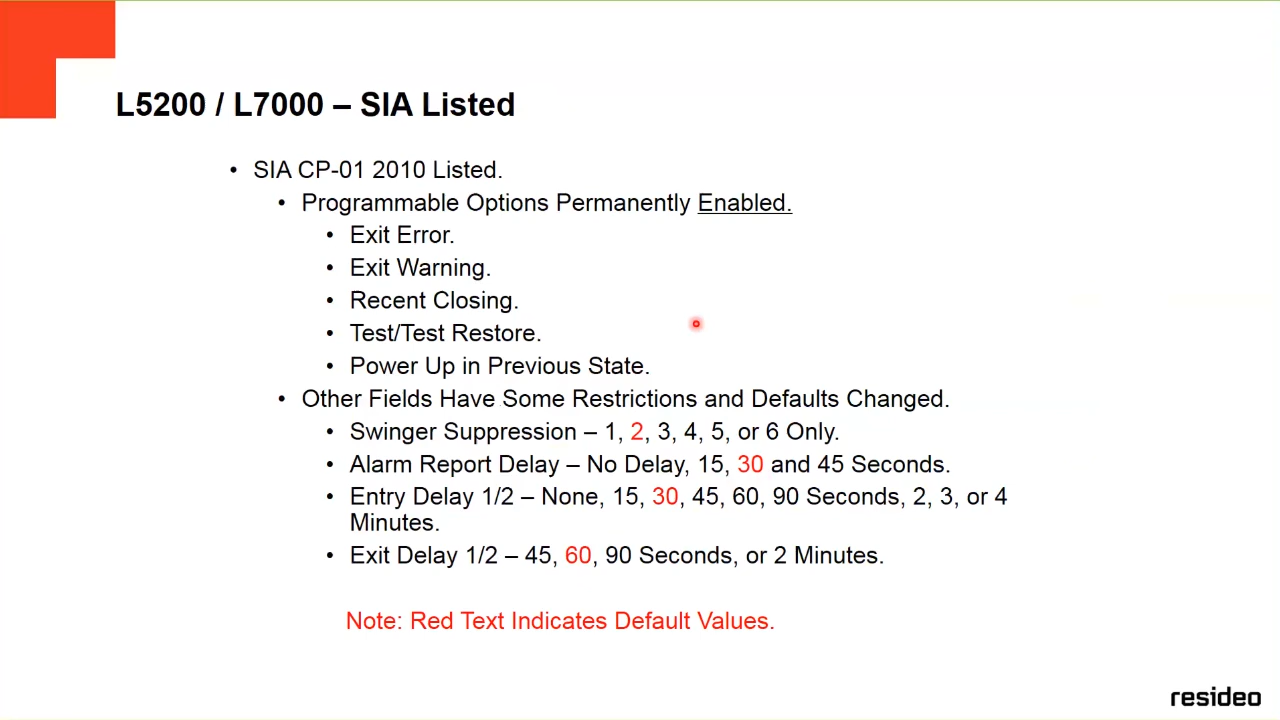 L5200 / L7000 – SIA Listed
• SIA CP-01 2010 Listed.
• Programmable Options Permanently Enabled.
• Exit Error.
• Exit Warning.
• Recent Closing.
• Test/Test Restore.
• Power Up in Previous State.
• Other Fields Have Some Restrictions and Defaults Changed.
• Swinger Suppression – 1, 2, 3, 4, 5, or 6 Only.
• Alarm Report Delay – No Delay, 15, 30 and 45 Seconds.
• Entry Delay 1/2 – None, 15, 30, 45, 60, 90 Seconds, 2, 3, or 4
Minutes.
• Exit Delay 1/2 – 45, 60, 90 Seconds, or 2 Minutes.
Note: Red Text Indicates Default Values.
resideo